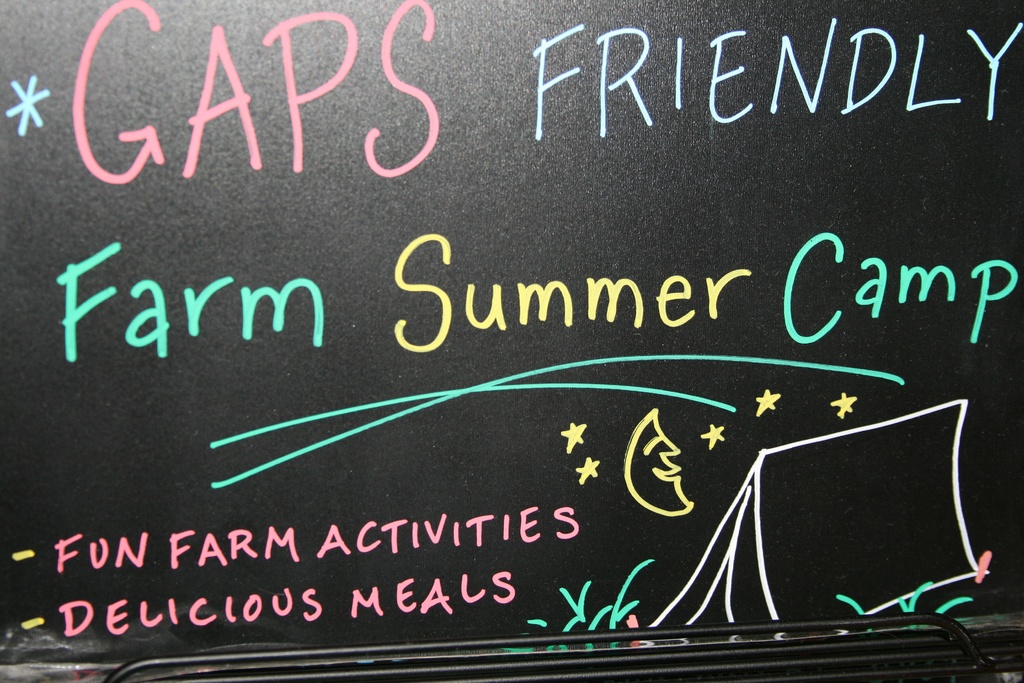 * GAPS FRIENDLY
Farm Summer Camp
- FUN FARM ACTIVITIES
- DELICIOUS MEALS